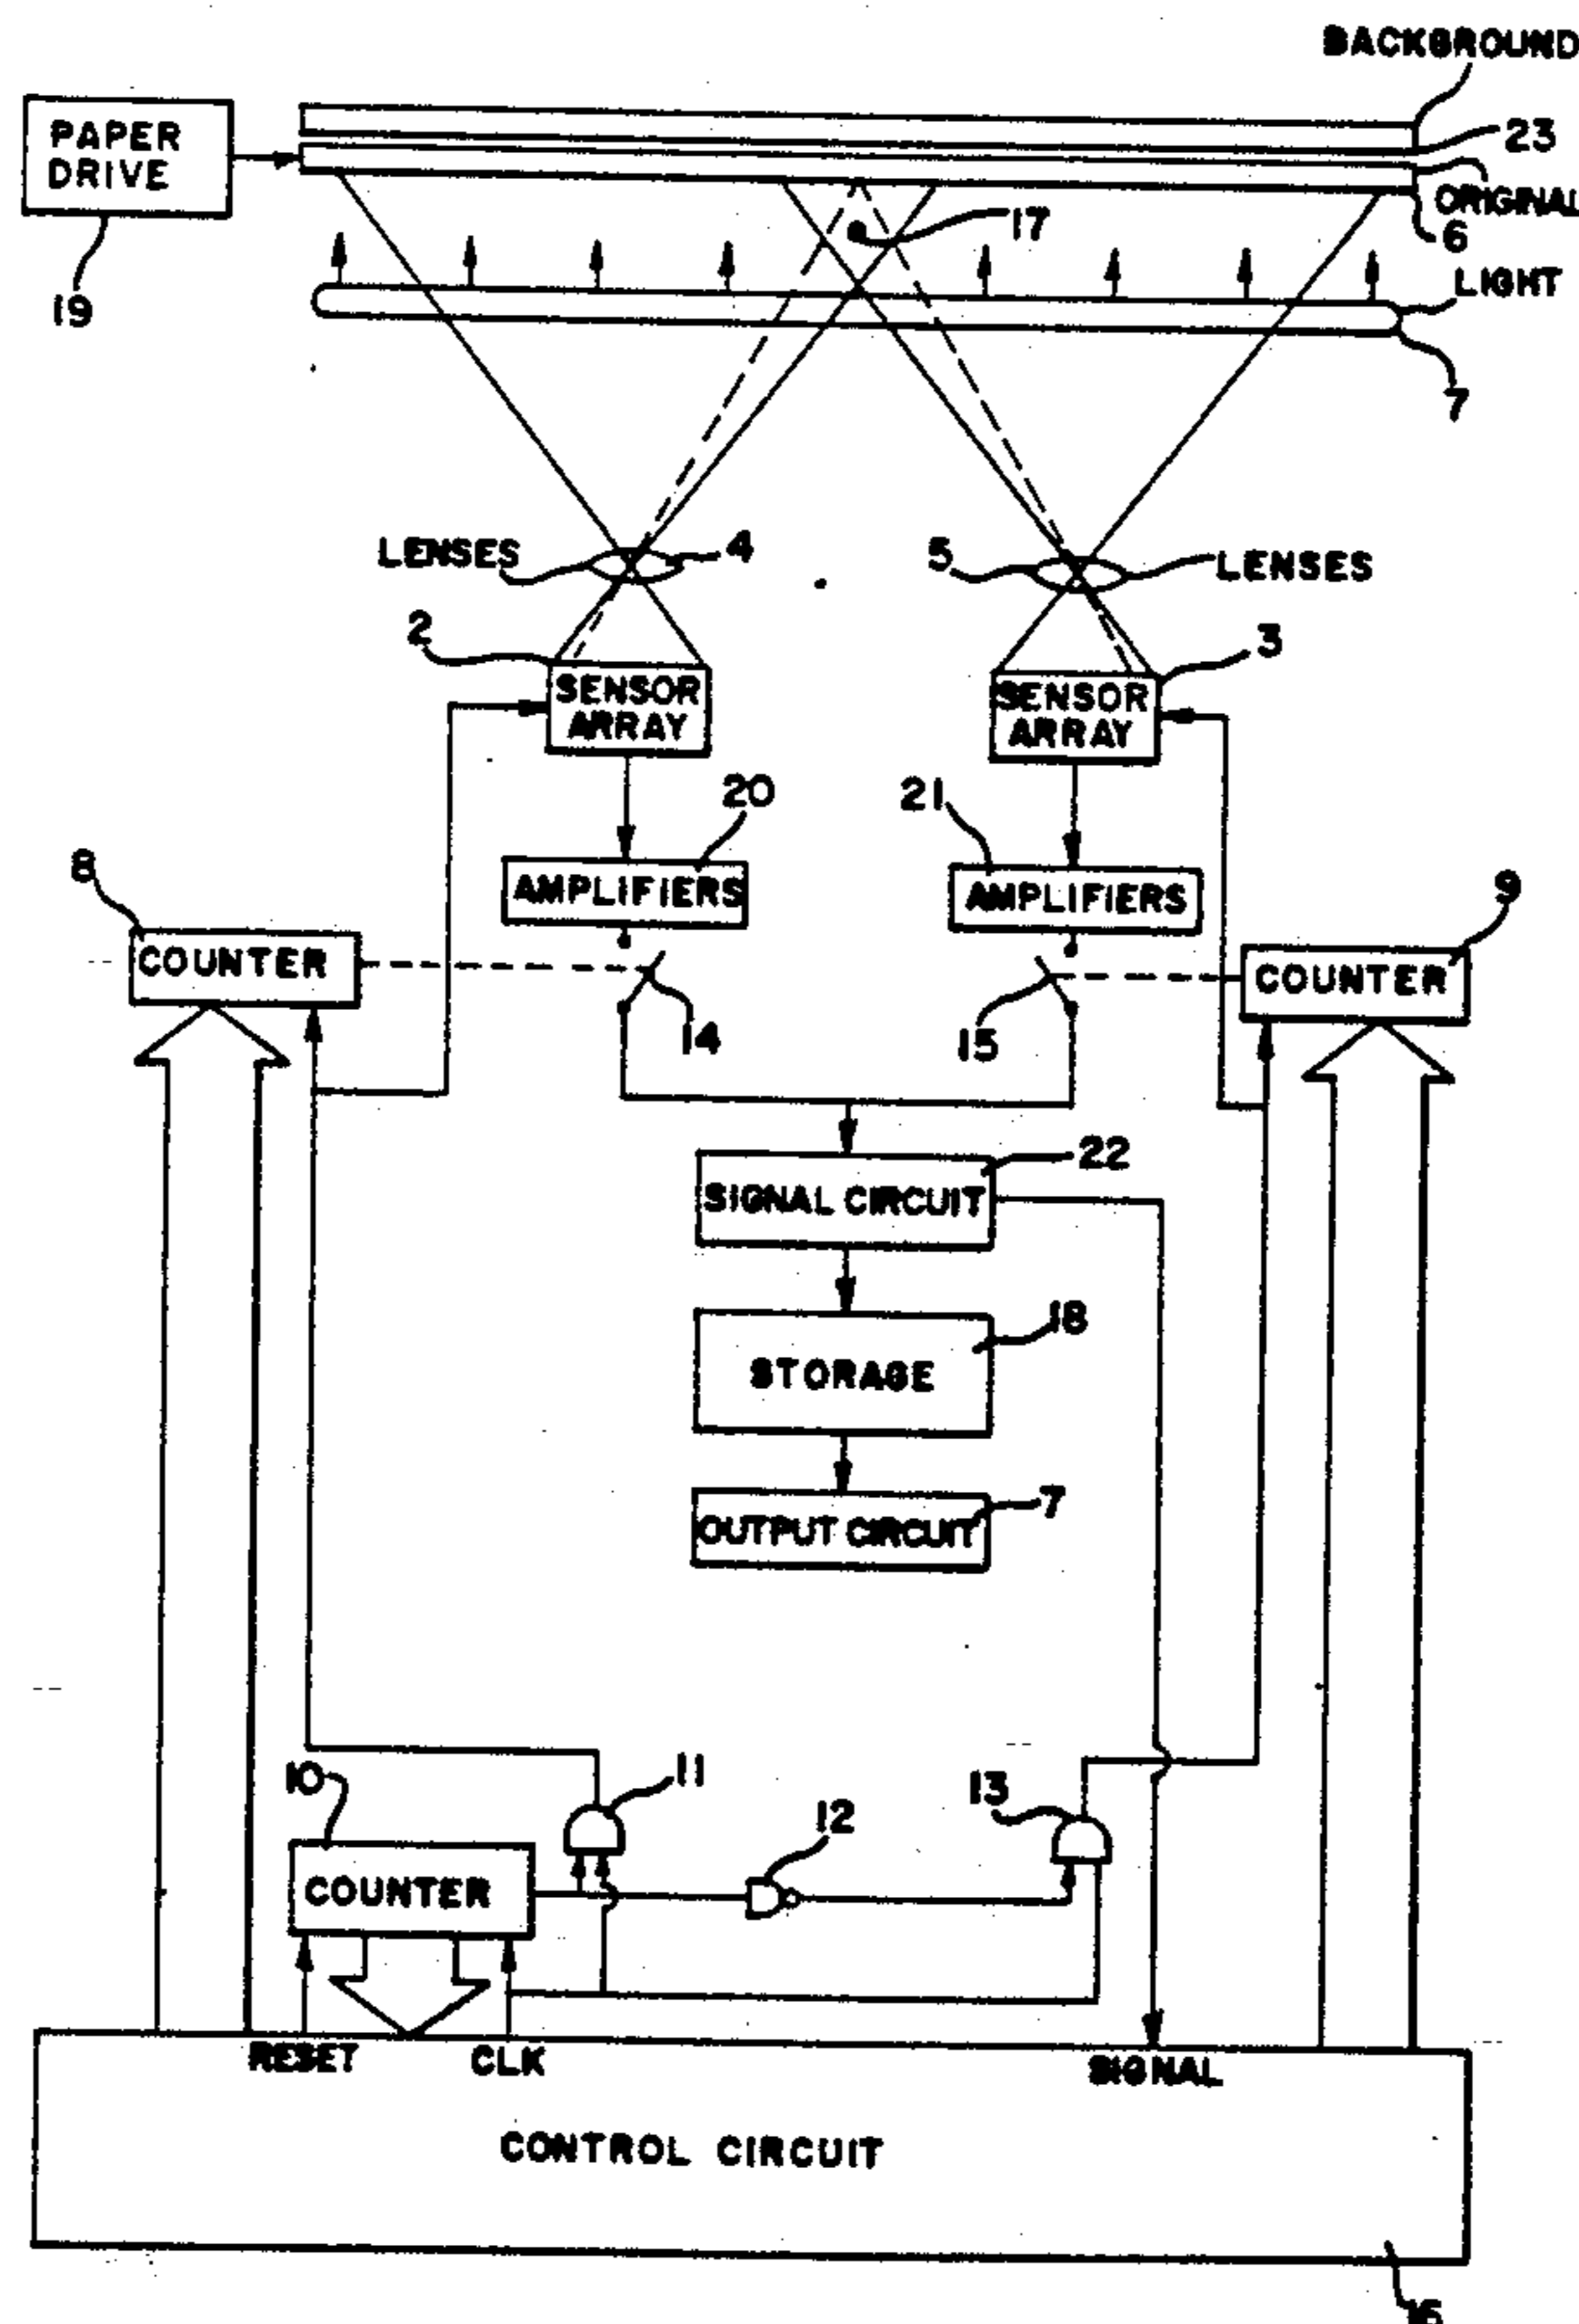 BACKGROUND
PAPER
DRIVE
23
ORIGINAL
17
6
19
LIGHT
7
LENSES
4
5
LENSES
2
3
SENSOR
ARRAY
SENSOR
ARRAY
20
21
8
AMPLIFIERS
AMPLIFIERS
9
COUNTER
COUNTER
14
15
22
SIGNAL CIRCUIT
18
STORAGE
7
OUTPUT CIRCUIT
10
11
12
13
COUNTER
RESET
CLK
SIGNAL
CONTROL CIRCUIT
16